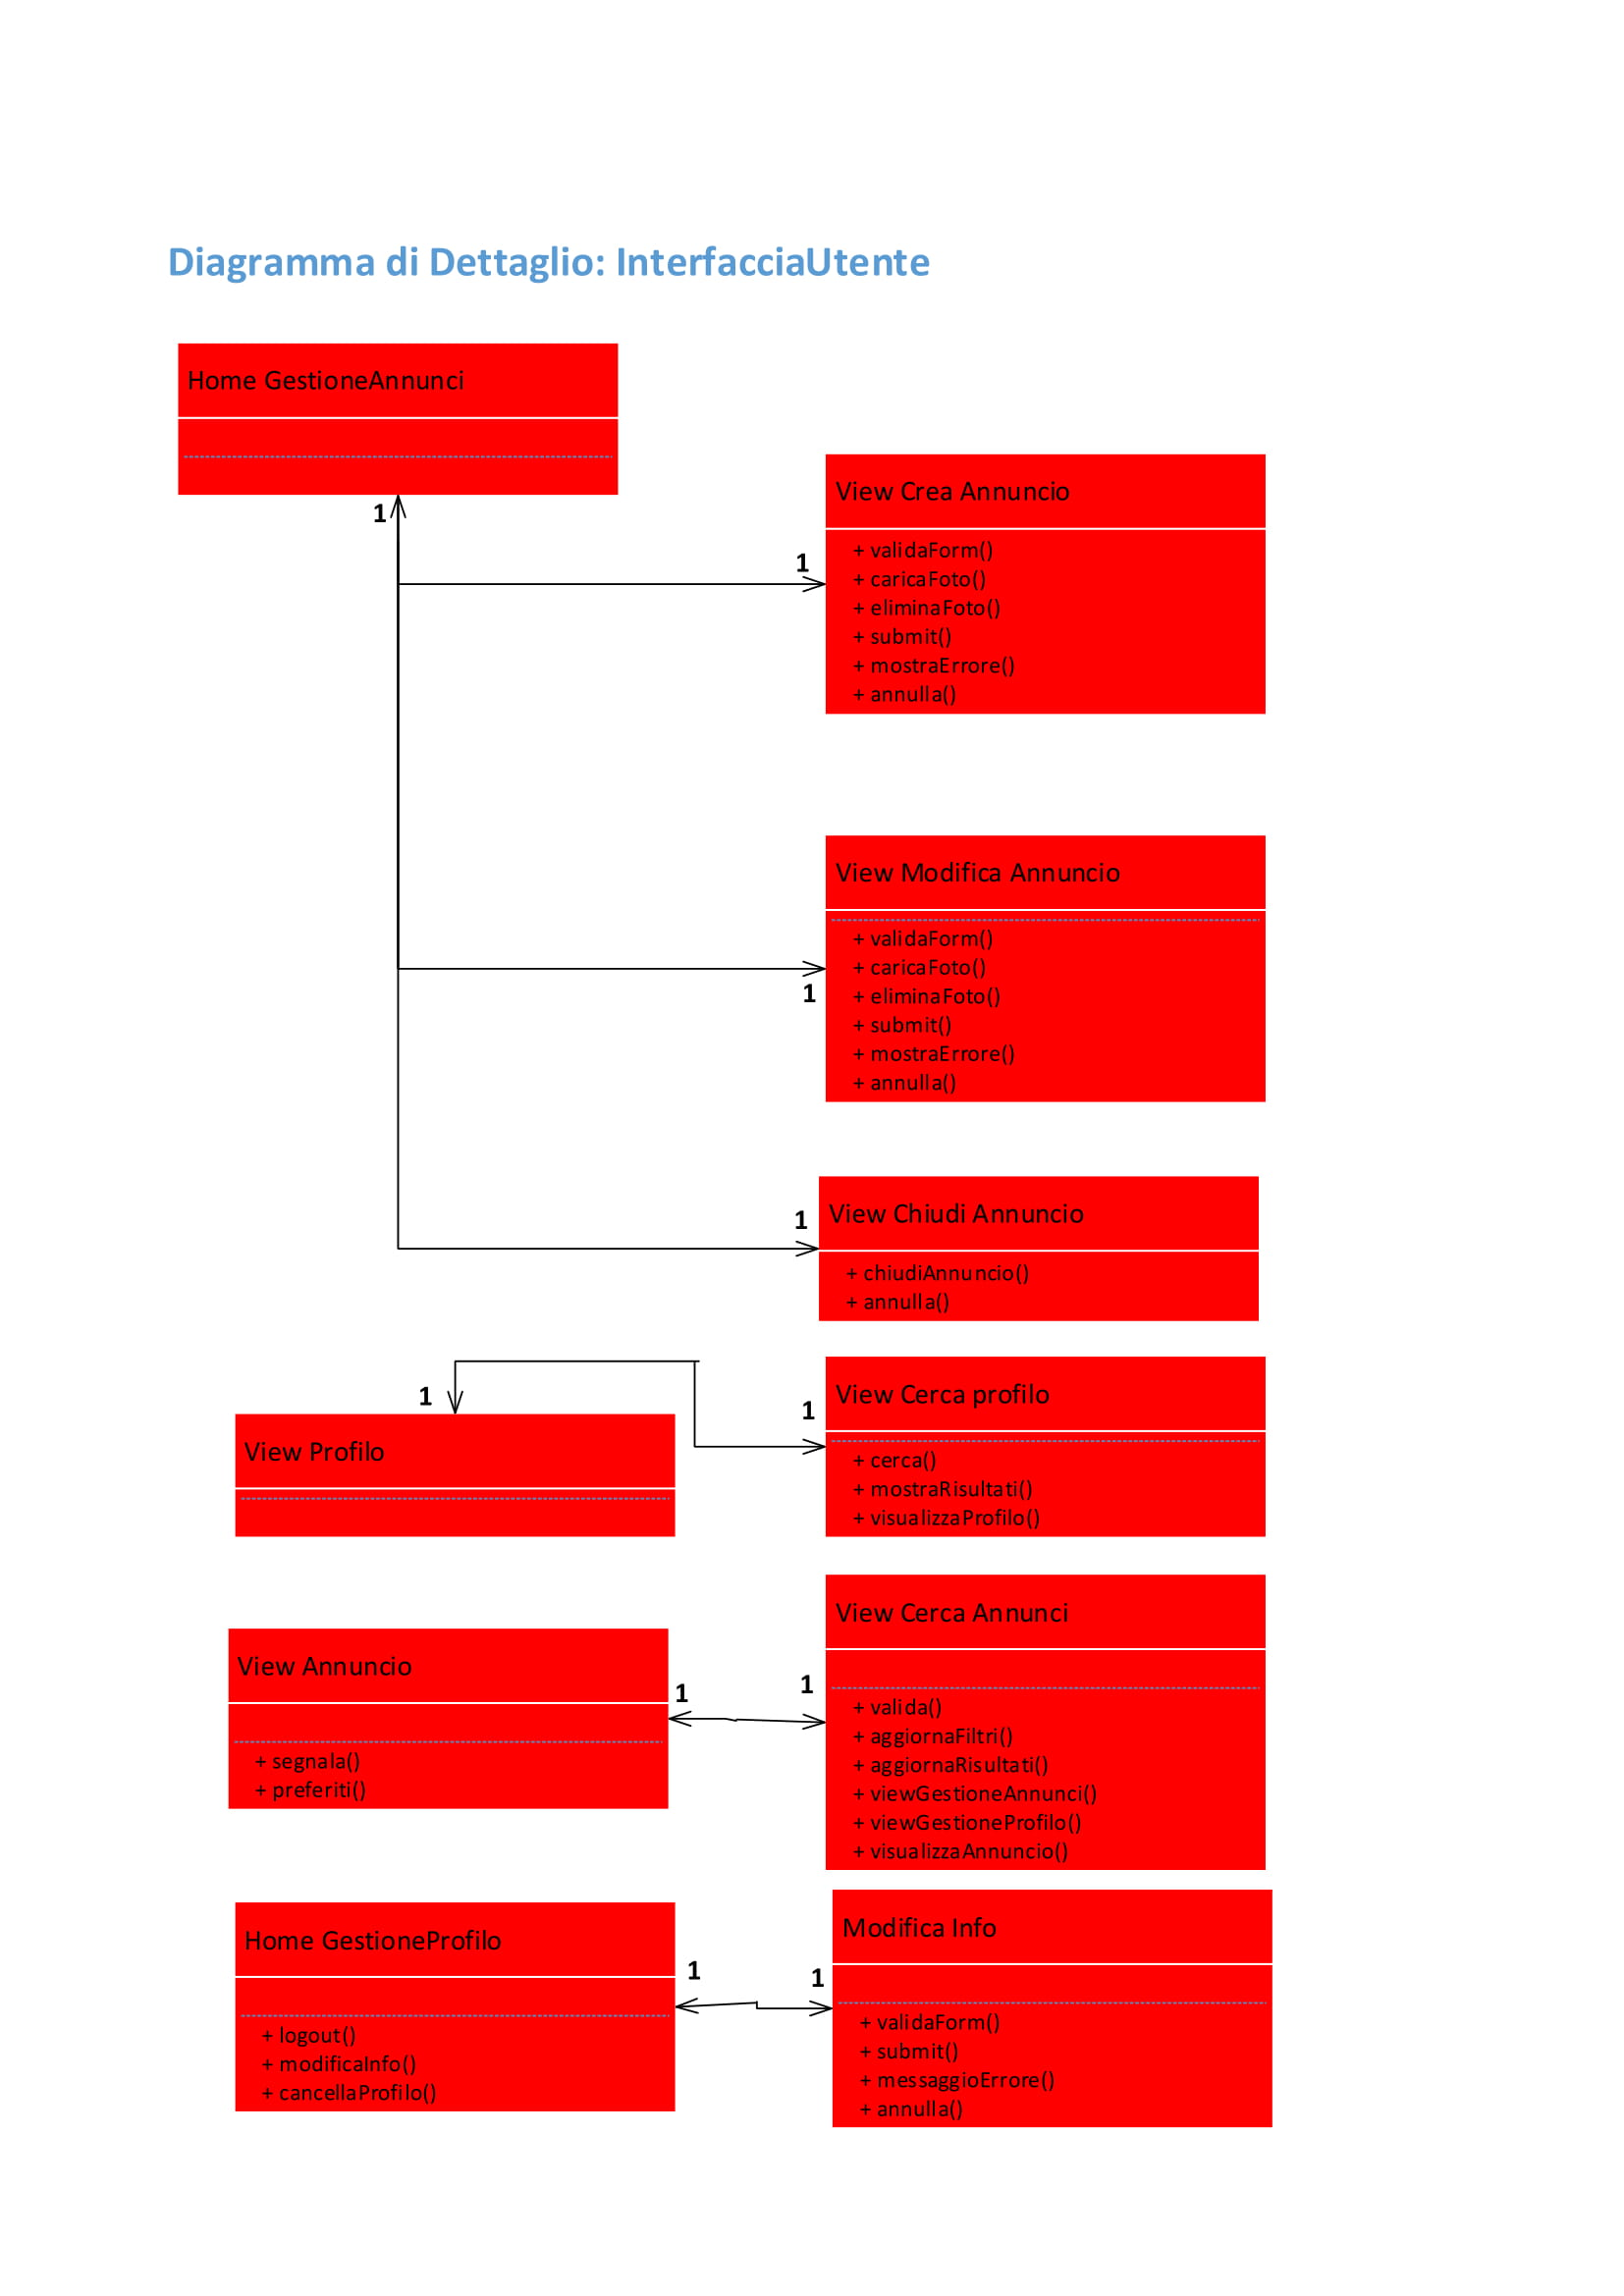 Diagramma di Dettaglio: InterfacciaUtente
Home GestioneAnnunci
1
1
View Crea Annuncio
+ validaForm()
+ caricaFoto()
+ eliminaFoto()
+ submit()
+ mostraErrore()
+ annulla()
View Modifica Annuncio
+ validaForm()
+ caricaFoto()
+ eliminaFoto()
+ submit()
+ mostraErrore()
+ annulla()
1
1
View Chiudi Annuncio
+ chiudiAnnuncio()
+ annulla()
1
View Profilo
1
View Cerca profilo
+ cerca()
+ mostraRisultati()
+ visualizzaProfilo()
View Annuncio
+ segnala()
+ preferiti()
1
1
View Cerca Annunci
+ valida()
+ aggiornaFiltri()
+ aggiornaRisultati()
+ viewGestioneAnnunci()
+ viewGestioneProfilo()
+ visualizzaAnnuncio()
Home GestioneProfilo
+ logout()
+ modificaInfo()
+ cancellaProfilo()
1
1
Modifica Info
+ validaForm()
+ submit()
+ messaggioErrore()
+ annulla()